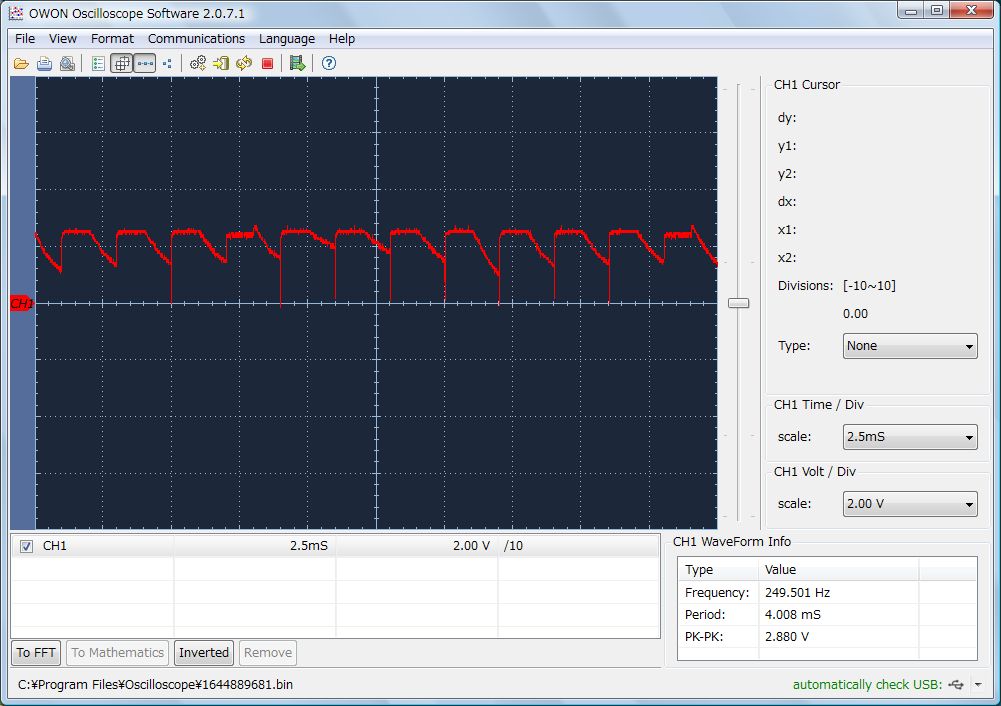 OWON Oscilloscope Software 2.0.7.1
File View Format Communications Language Help
CH1 Cursor
dy:
y1:
y2:
dx:
x1:
x2:
Divisions: [-10~10]
0.00
Type: None
CH1
CH1 Time / Div
scale: 2.5mS
CH1 Volt / Div
scale: 2.00 V
CH1 2.5mS 2.00 V /10
CH1 WaveForm Info
Type Value
Frequency: 249.501 Hz
Period: 4.008 mS
PK-PK: 2.880 V
To FFT To Mathematics Inverted Remove
C:¥Program Files¥Oscilloscope¥1644889681.bin
automatically check USB: